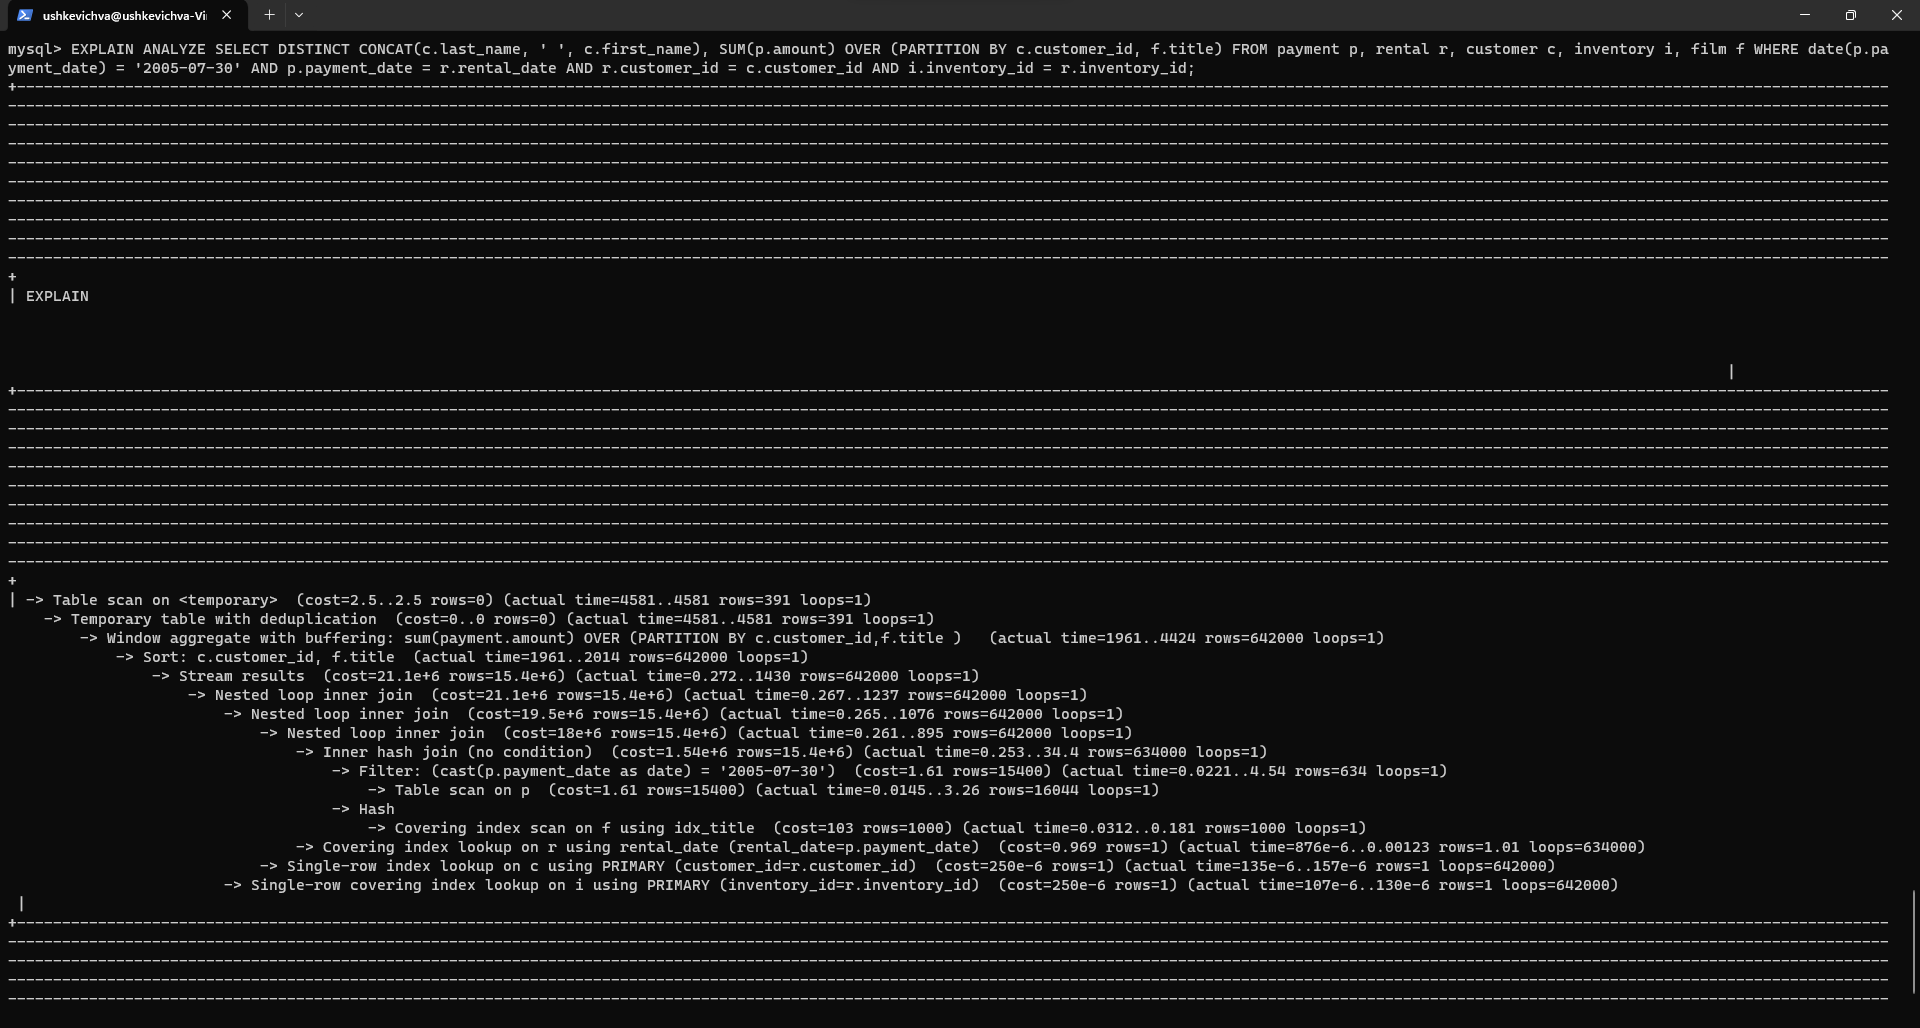 ushkevichva@ushkevichva-Vi
mysql> EXPLAIN ANALYZE SELECT DISTINCT CONCAT(c.last_name, ' ', c.first_name), SUM(p.amount) OVER (PARTITION BY c.customer_id, f.title) FROM payment p, rental r, customer c, inventory i, film f WHERE date(p.pa
yment_date) = '2005-07-30' AND p.payment_date = r.rental_date AND r.customer_id = c.customer_id AND i.inventory_id = r.inventory_id;
| EXPLAIN
|
| -> Table scan on <temporary>  (cost=2.5..2.5 rows=0) (actual time=4581..4581 rows=391 loops=1)
-> Temporary table with deduplication  (cost=0..0 rows=0) (actual time=4581..4581 rows=391 loops=1)
-> Window aggregate with buffering: sum(payment.amount) OVER (PARTITION BY c.customer_id,f.title )   (actual time=1961..4424 rows=642000 loops=1)
-> Sort: c.customer_id, f.title  (actual time=1961..2014 rows=642000 loops=1)
-> Stream results  (cost=21.1e+6 rows=15.4e+6) (actual time=0.272..1430 rows=642000 loops=1)
-> Nested loop inner join  (cost=21.1e+6 rows=15.4e+6) (actual time=0.267..1237 rows=642000 loops=1)
-> Nested loop inner join  (cost=19.5e+6 rows=15.4e+6) (actual time=0.265..1076 rows=642000 loops=1)
-> Nested loop inner join  (cost=18e+6 rows=15.4e+6) (actual time=0.261..895 rows=642000 loops=1)
-> Inner hash join (no condition)  (cost=1.54e+6 rows=15.4e+6) (actual time=0.253..34.4 rows=634000 loops=1)
-> Filter: (cast(p.payment_date as date) = '2005-07-30')  (cost=1.61 rows=15400) (actual time=0.0221..4.54 rows=634 loops=1)
-> Table scan on p  (cost=1.61 rows=15400) (actual time=0.0145..3.26 rows=16044 loops=1)
-> Hash
-> Covering index scan on f using idx_title  (cost=103 rows=1000) (actual time=0.0312..0.181 rows=1000 loops=1)
-> Covering index lookup on r using rental_date (rental_date=p.payment_date)  (cost=0.969 rows=1) (actual time=876e-6..0.00123 rows=1.01 loops=634000)
-> Single-row index lookup on c using PRIMARY (customer_id=r.customer_id)  (cost=250e-6 rows=1) (actual time=135e-6..157e-6 rows=1 loops=642000)
-> Single-row covering index lookup on i using PRIMARY (inventory_id=r.inventory_id)  (cost=250e-6 rows=1) (actual time=107e-6..130e-6 rows=1 loops=642000)
|